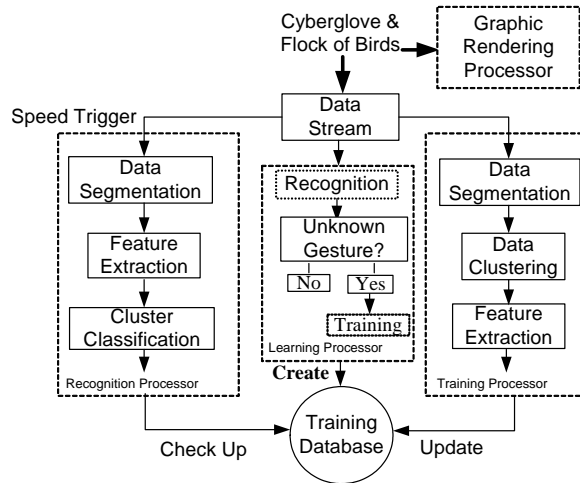 Cyberglove &
Flock of Birds
Graphic
Rendering
Processor
Data
Stream
Speed Trigger
Data
Segmentation
Feature
Extraction
Cluster
Classification
Recognition Processor
Recognition
Unknown
Gesture?
No
Yes
Training
Learning Processor
Data
Segmentation
Data
Clustering
Feature
Extraction
Training Processor
Create
Training
Database
Check Up
Update